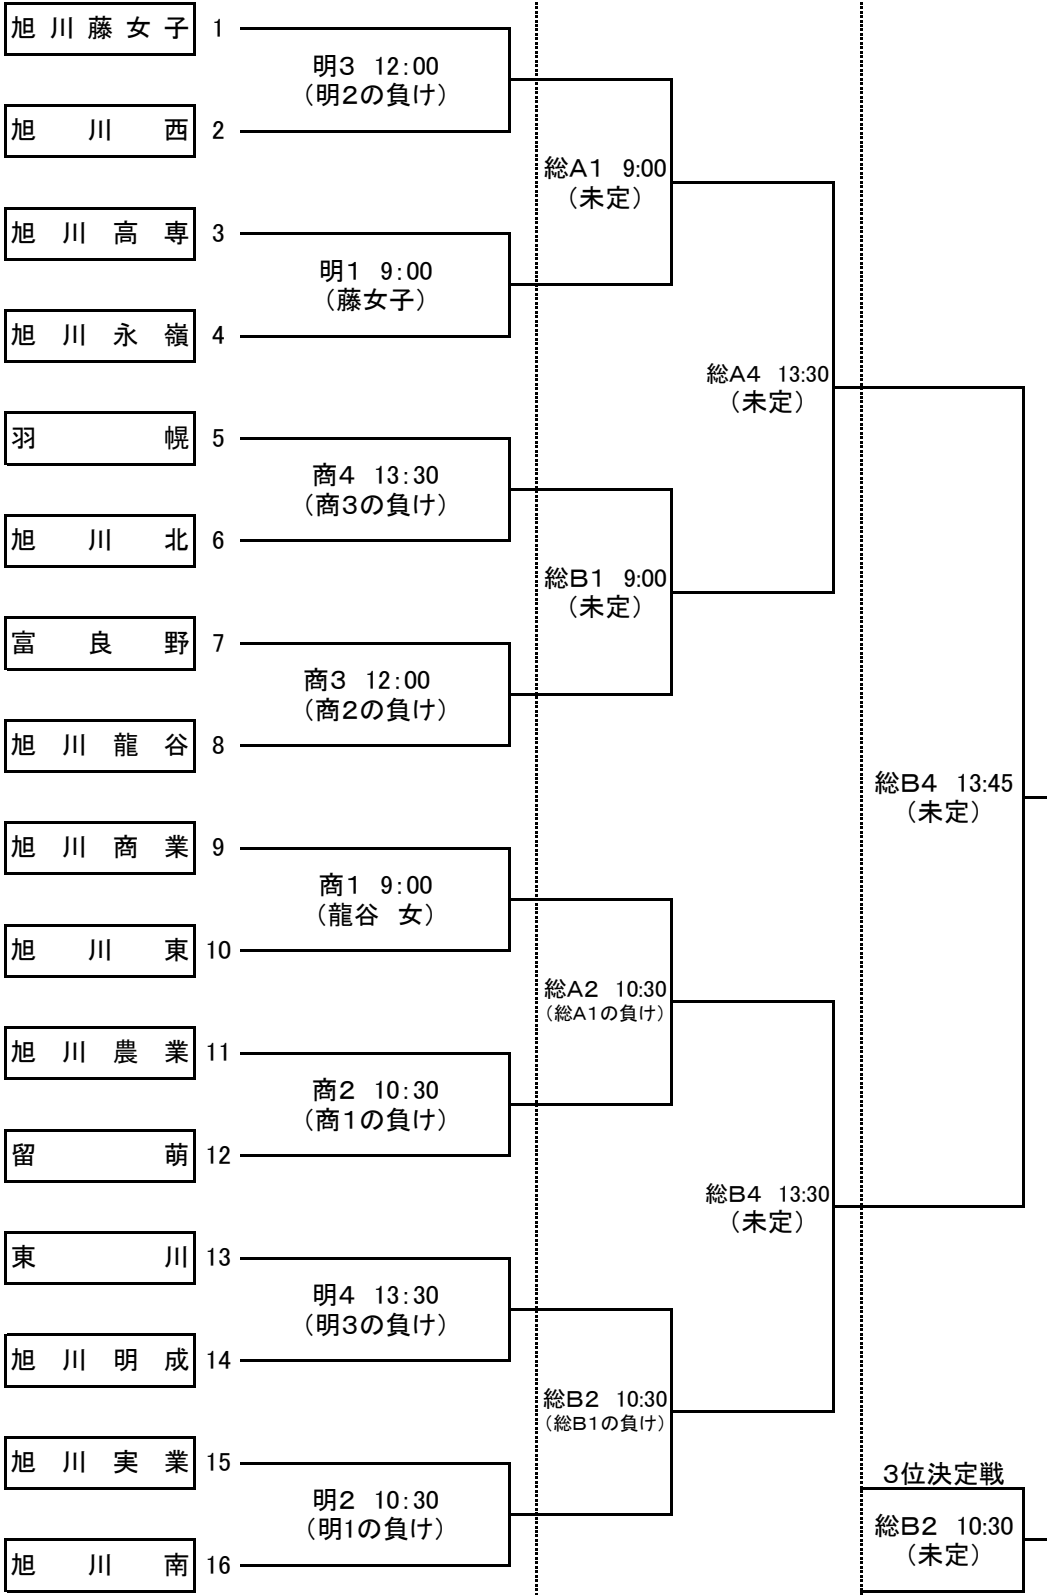 旭川藤女子 1
明3 12:00
(明2の負け)
旭川西 2
総A1 9:00
(未定)
旭川高専 3
明1 9:00
(藤女子)
旭川永嶺 4
総A4 13:30
(未定)
羽幌 5
商4 13:30
(商3の負け)
旭川北 6
総B1 9:00
(未定)
富良野 7
商3 12:00
(商2の負け)
旭川龍谷 8
総B4 13:45
(未定)
旭川商業 9
商1 9:00
(龍谷 女)
旭川東 10
総A2 10:30
(総A1の負け)
旭川農業 11
商2 10:30
(商1の負け)
留萌 12
総B4 13:30
(未定)
東川 13
明4 13:30
(明3の負け)
旭川明成 14
総B2 10:30
(総B1の負け)
旭川実業 15
明2 10:30
(明1の負け)
旭川南 16
3位決定戦
総B2 10:30
(未定)